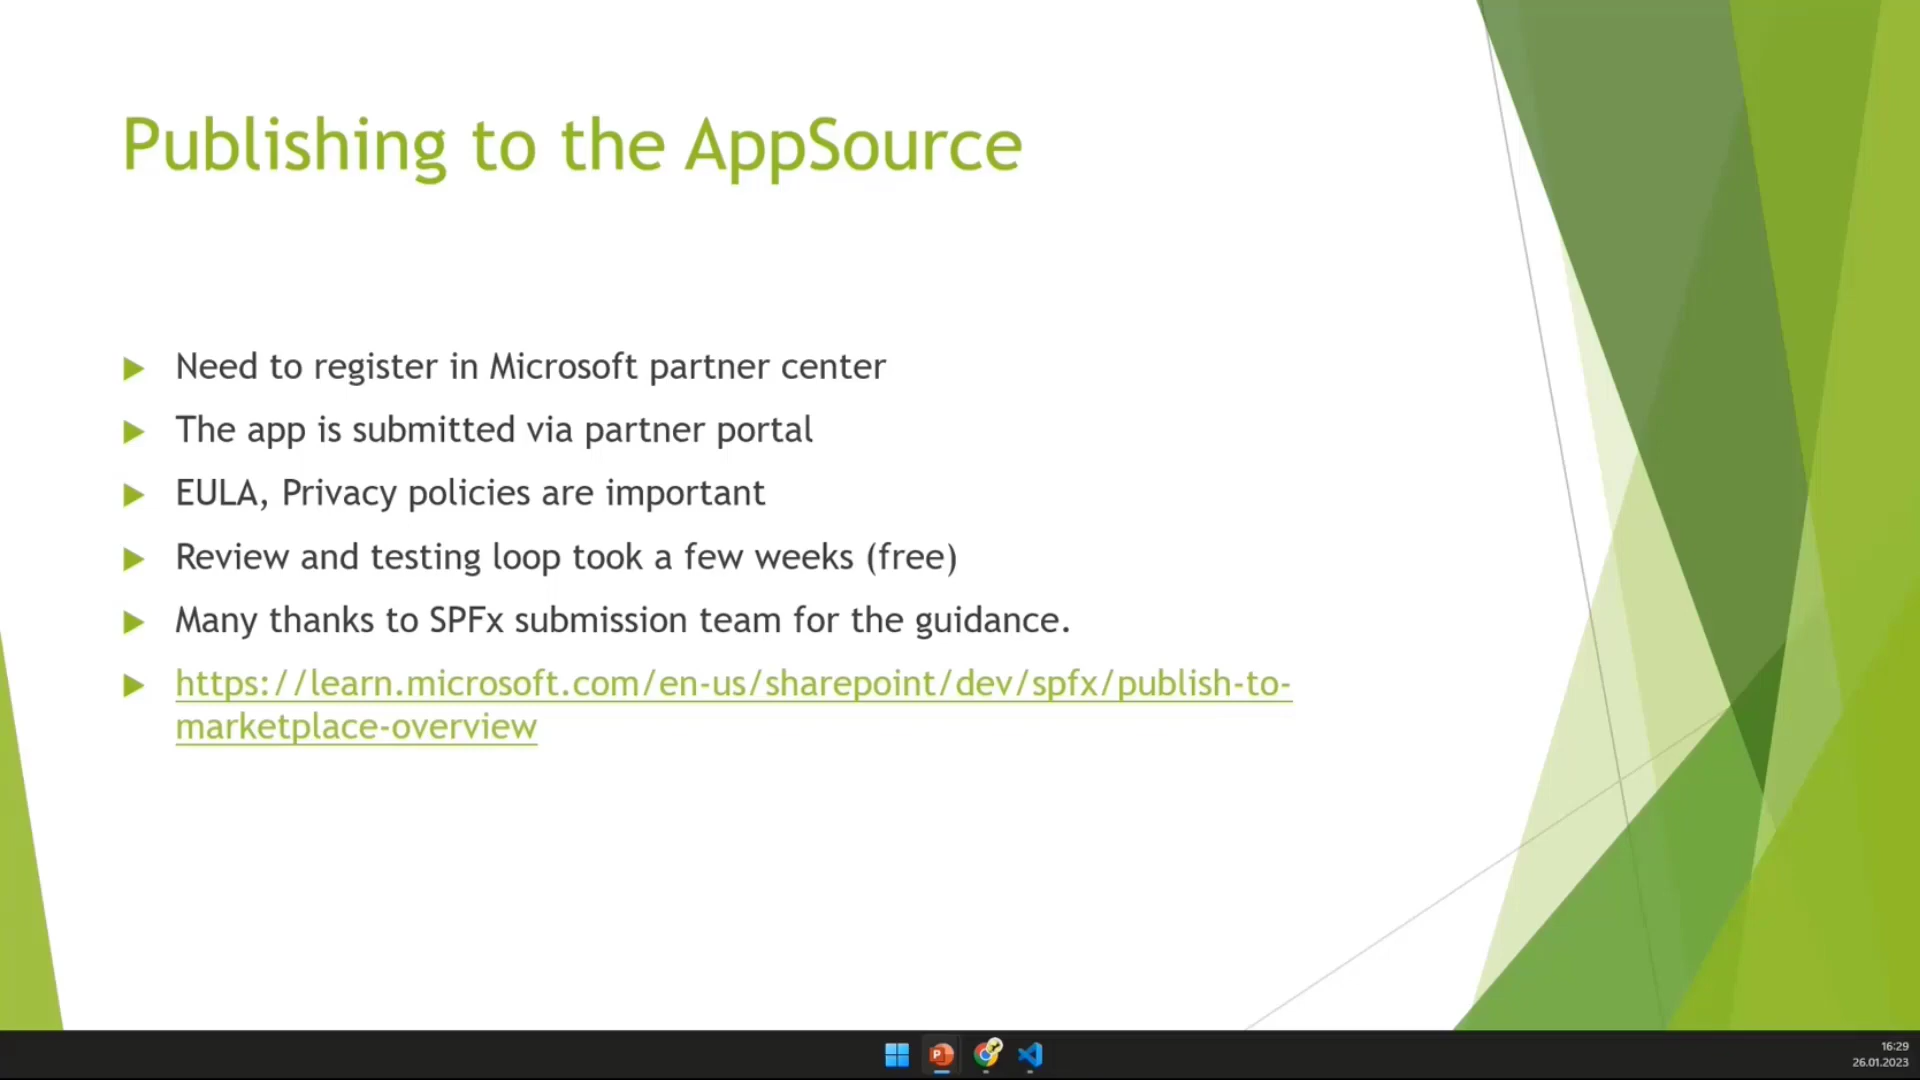 Publishing to the AppSource
Need to register in Microsoft partner center
The app is submitted via partner portal
EULA, Privacy policies are important
Review and testing loop took a few weeks (free)
Many thanks to SPFx submission team for the guidance.
https://learn.microsoft.com/en-us/sharepoint/dev/spfx/publish-to-
marketplace-overview
16:29
26.01.2023